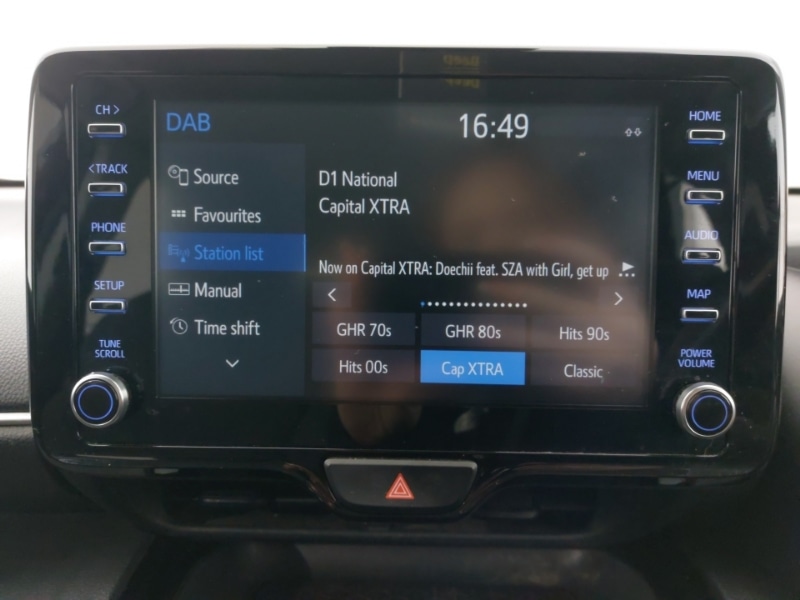 CH >
<TRACK
PHONE
SETUP
TUNE
SCROLL
DAB
16:49
Source
Favourites
Station list
Manual
Time shift
D1 National
Capital XTRA
Now on Capital XTRA: Doechii feat. SZA with Girl, get up
GHR 70s
GHR 80s
Hits 90s
Hits 00s
Cap XTRA
Classic
HOME
MENU
AUDIO
MAP
POWER
VOLUME